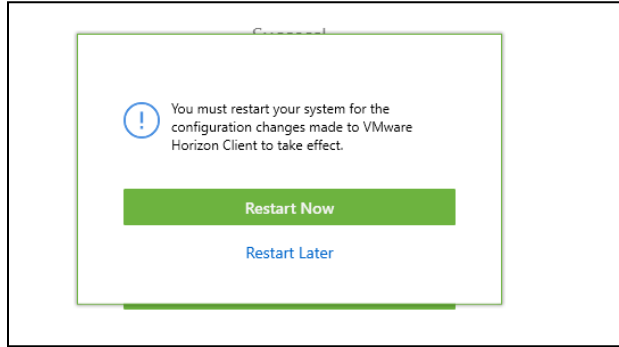 You must restart your system for the
configuration changes made to VMware
Horizon Client to take effect.
Restart Now
Restart Later